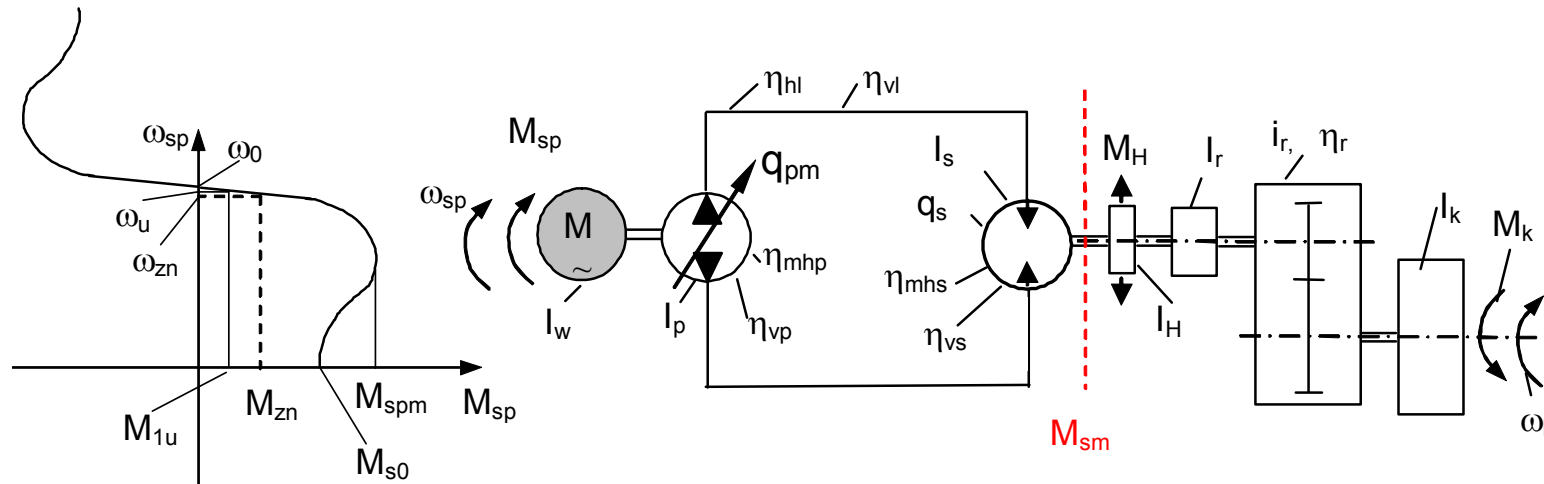 ω_sp
ω_0
ω_u
ω_zn
M_1u
M_zn
M_s0
M_spm
M_sp
M_sp
ω_sp
M
~
I_w
I_p
q_pm
η_mhp
η_vp
η_hl
η_vl
I_s
q_s
η_mhs
η_vs
M_sm
M_H
I_H
I_r
i_r, η_r
I_k
M_k
ω